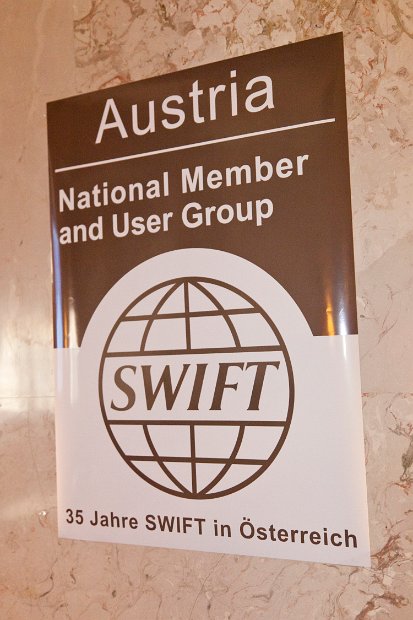 Austria
National Member
and User Group
SWIFT
35 Jahre SWIFT in Österreich